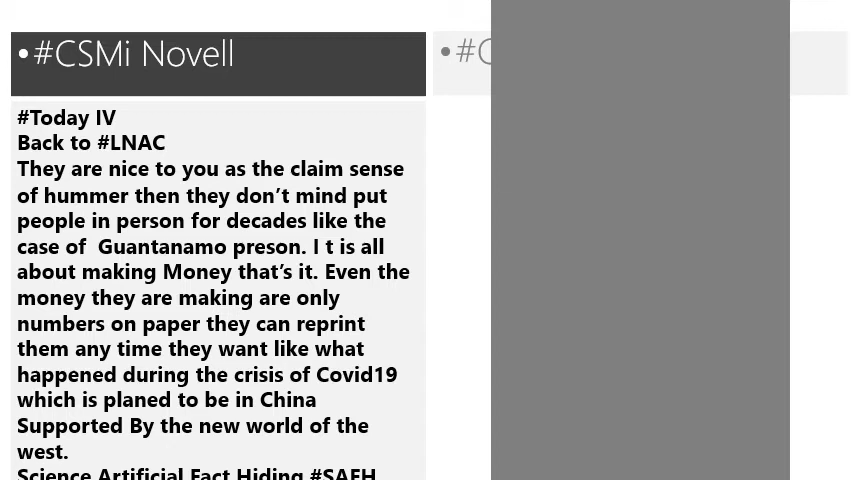 •#CSMi Novell
•#C
#Today IV
Back to #LNAC
They are nice to you as the claim sense
of hummer then they don’t mind put
people in person for decades like the
case of  Guantanamo preson. I t is all
about making Money that’s it. Even the
money they are making are only
numbers on paper they can reprint
them any time they want like what
happened during the crisis of Covid19
which is planed to be in China
Supported By the new world of the
west.
Science Artificial Fact Hiding #SAFH